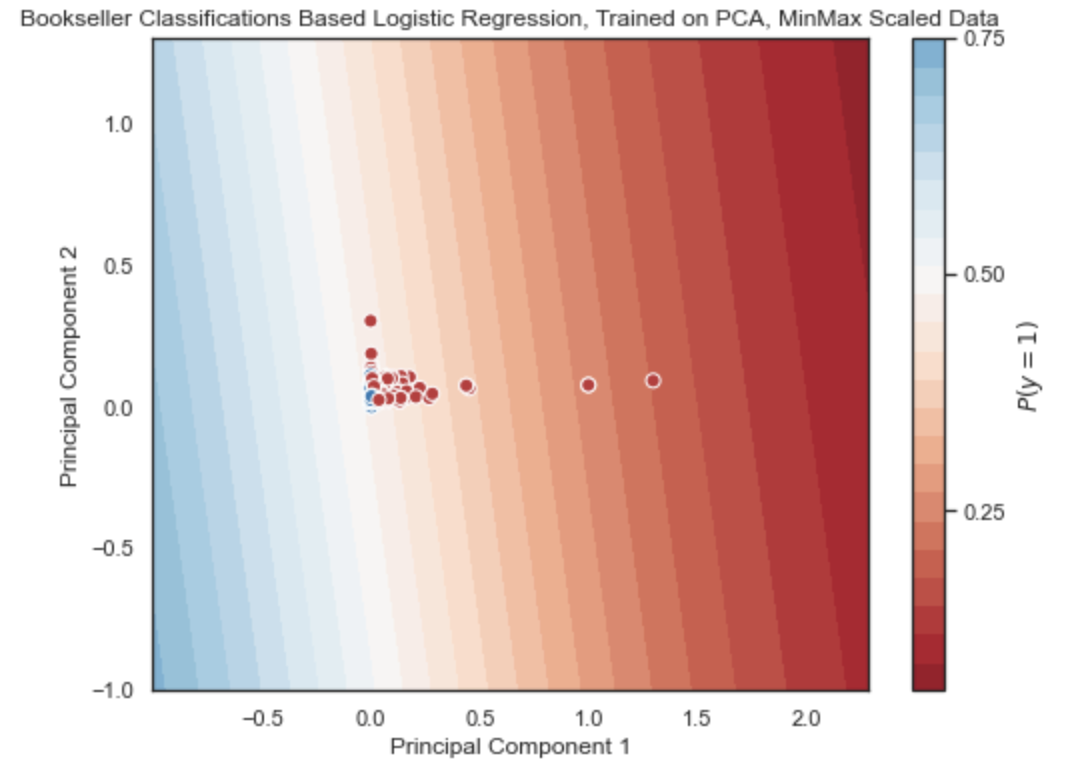 Bookseller Classifications Based Logistic Regression, Trained on PCA, MinMax Scaled Data
1.0
0.5
0.0
−0.5
−1.0
Principal Component 2
−0.5 0.0 0.5 1.0 1.5 2.0
Principal Component 1
0.75
0.50
0.25
P(y = 1)